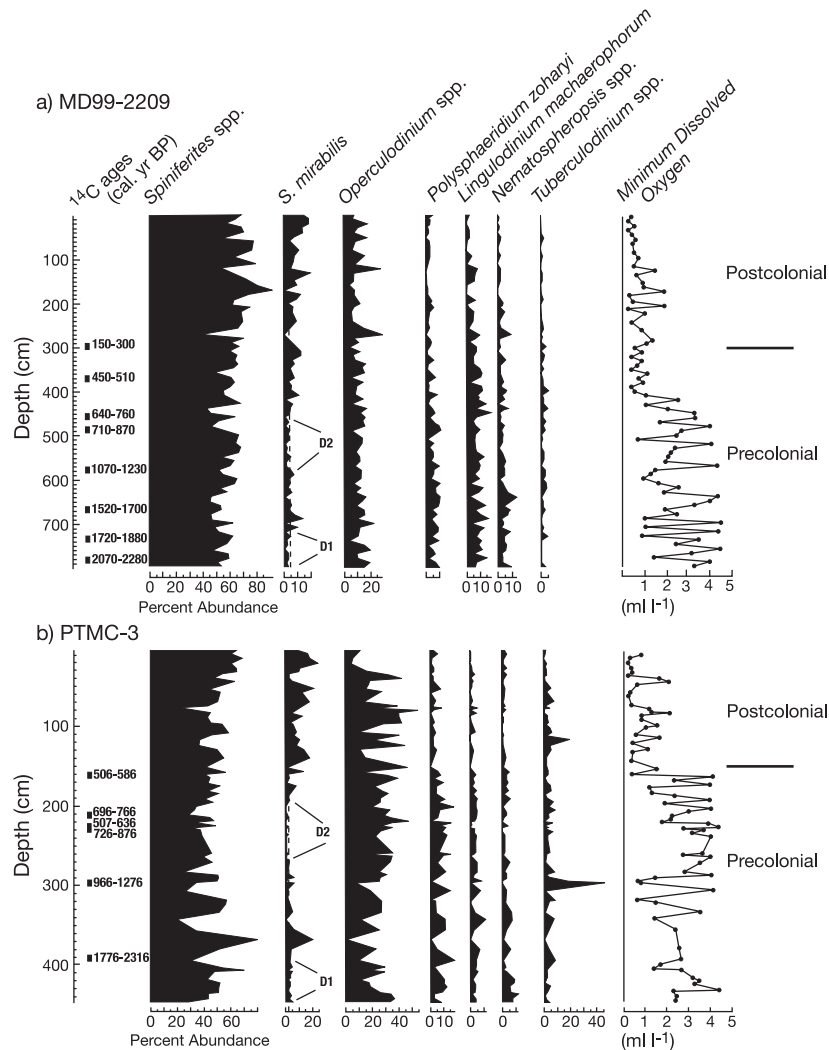 a) MD99-2209
¹⁴C ages
(cal. yr BP)
Spiniferites spp.
S. mirabilis
Operculodinium spp.
Polysphaeridium zoharyi
Lingulodinium machaerophorum
Nematospheropsis spp.
Tuberculodinium spp.
Minimum Dissolved
Oxygen
Depth (cm)
100
200
300
400
500
600
700
150-300
450-510
640-760
710-870
1070-1230
1520-1700
1720-1880
2070-2280
D2
D1
Postcolonial
Precolonial
0 20 40 60 80
0 10
0 20
0 10
0 10
0 10
0
1 2 3 4 5
Percent Abundance
(ml l⁻¹)
b) PTMC-3
Depth (cm)
100
200
300
400
506-586
696-766
507-636
726-876
966-1276
1776-2316
D2
D1
Postcolonial
Precolonial
0 20 40 60 80
0 20
0 20 40
0 10
0
0
0 20 40
0 1 2 3 4 5
Percent Abundance
(ml l⁻¹)